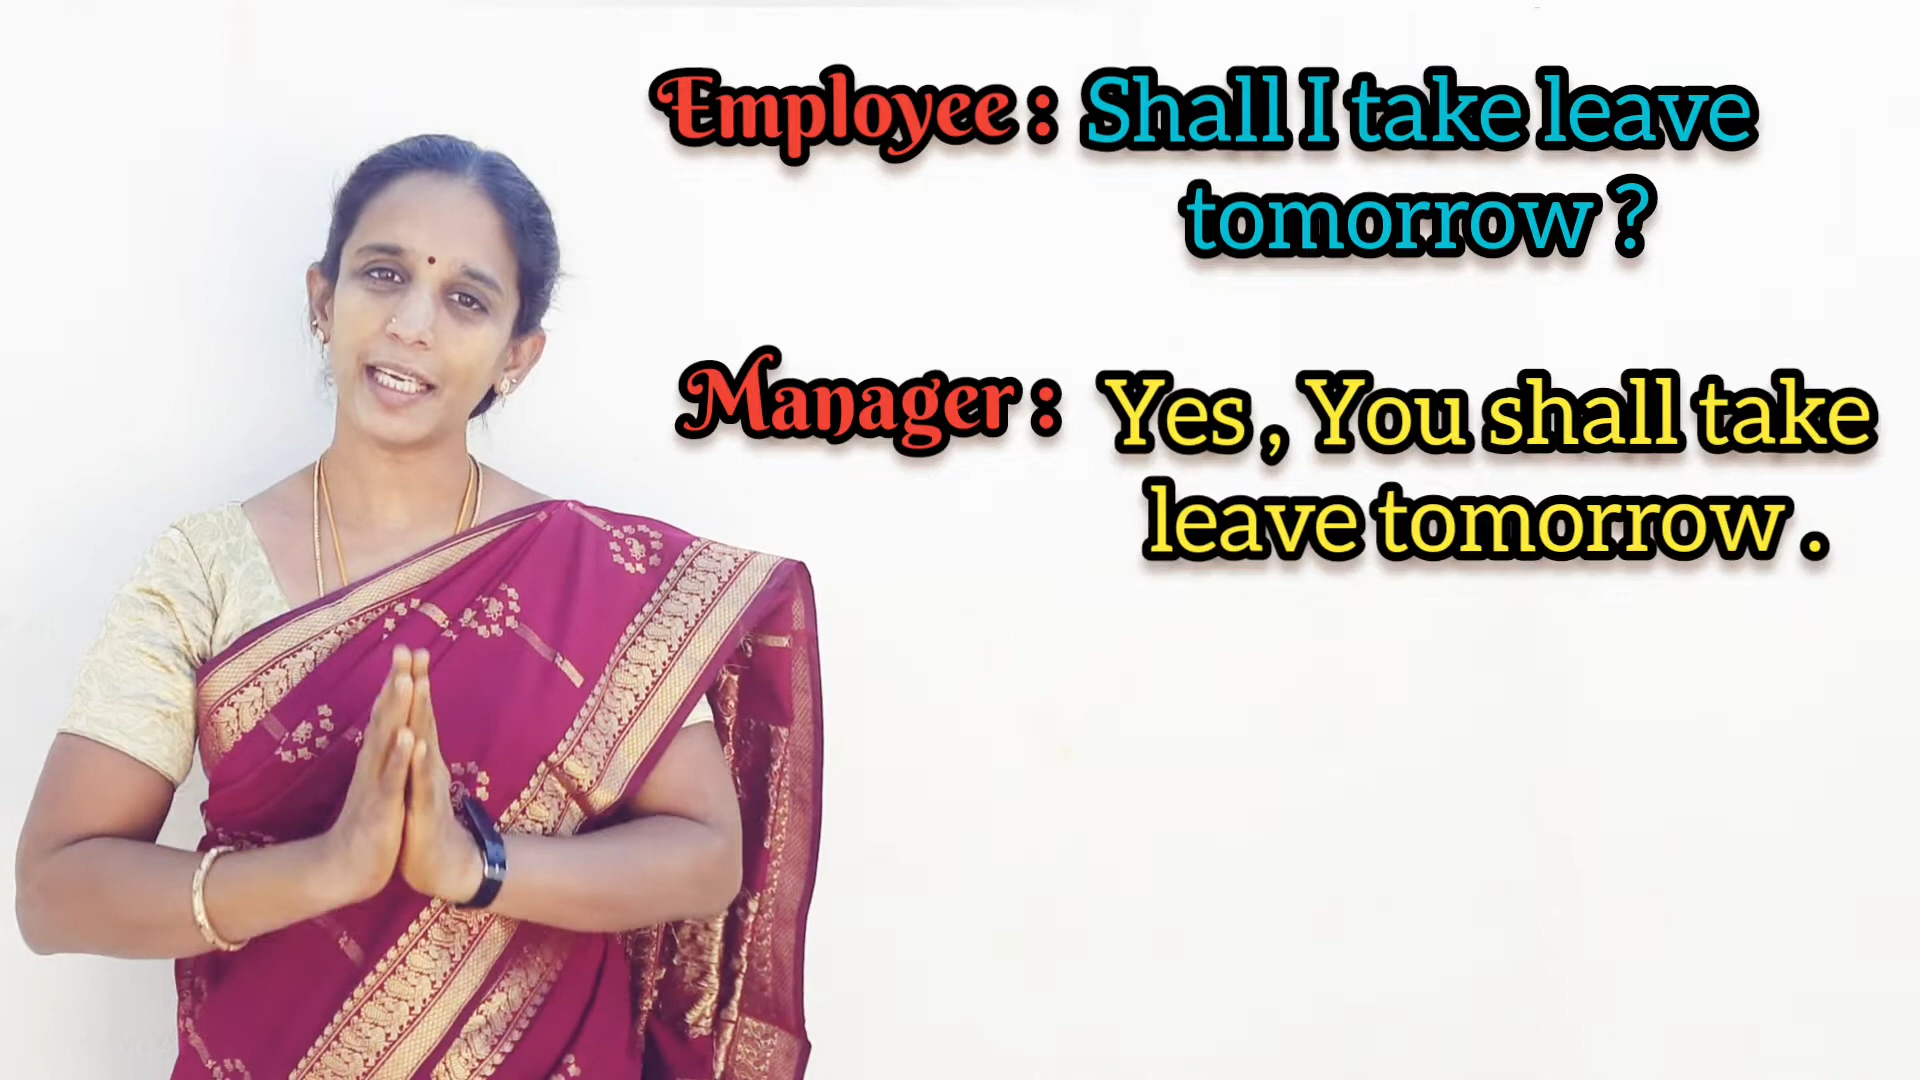 Employee : Shall I take leave
tomorrow ?
Manager : Yes , You shall take
leave tomorrow .